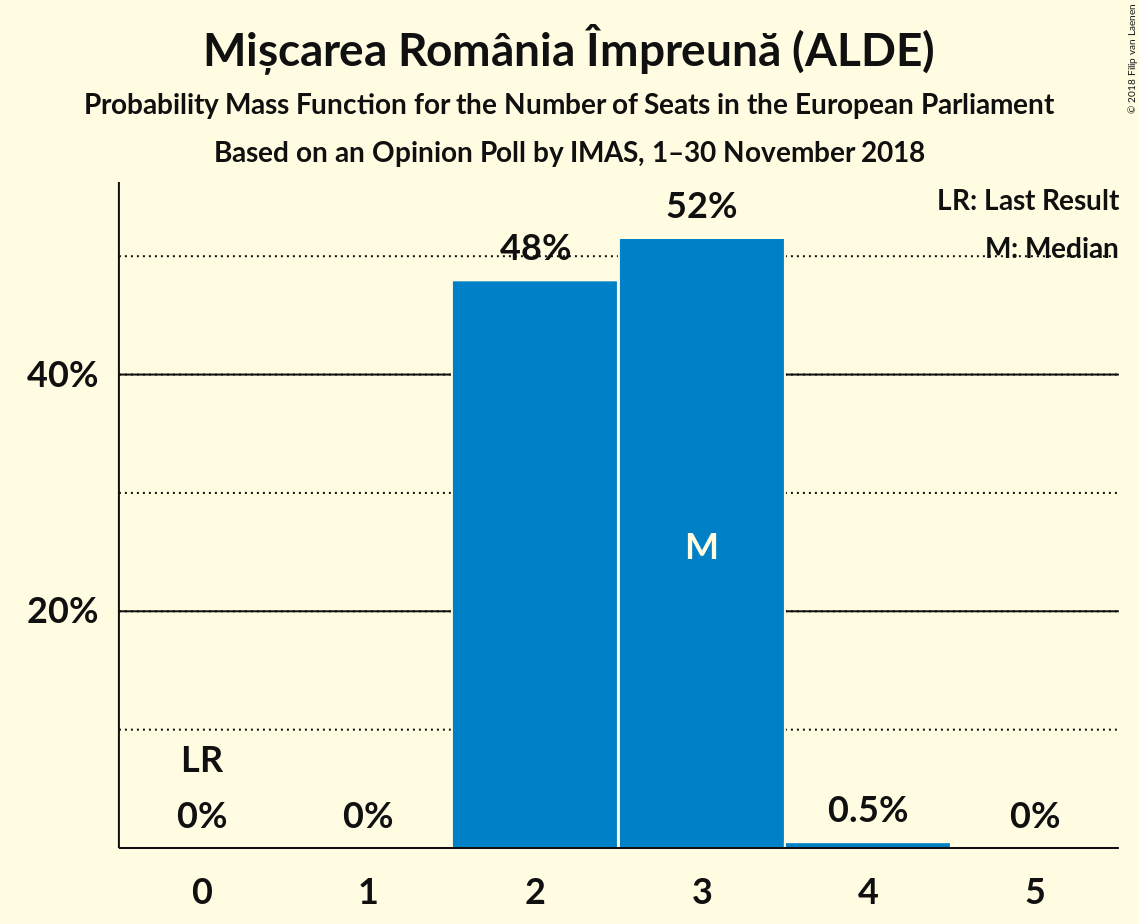 Mișcarea România Împreună (ALDE)
Probability Mass Function for the Number of Seats in the European Parliament
Based on an Opinion Poll by IMAS, 1–30 November 2018
© 2018 Filip van Laenen
LR: Last Result
M: Median
52%
48%
40%
M
20%
LR
0%
0%
0.5%
0%
0
1
2
3
4
5